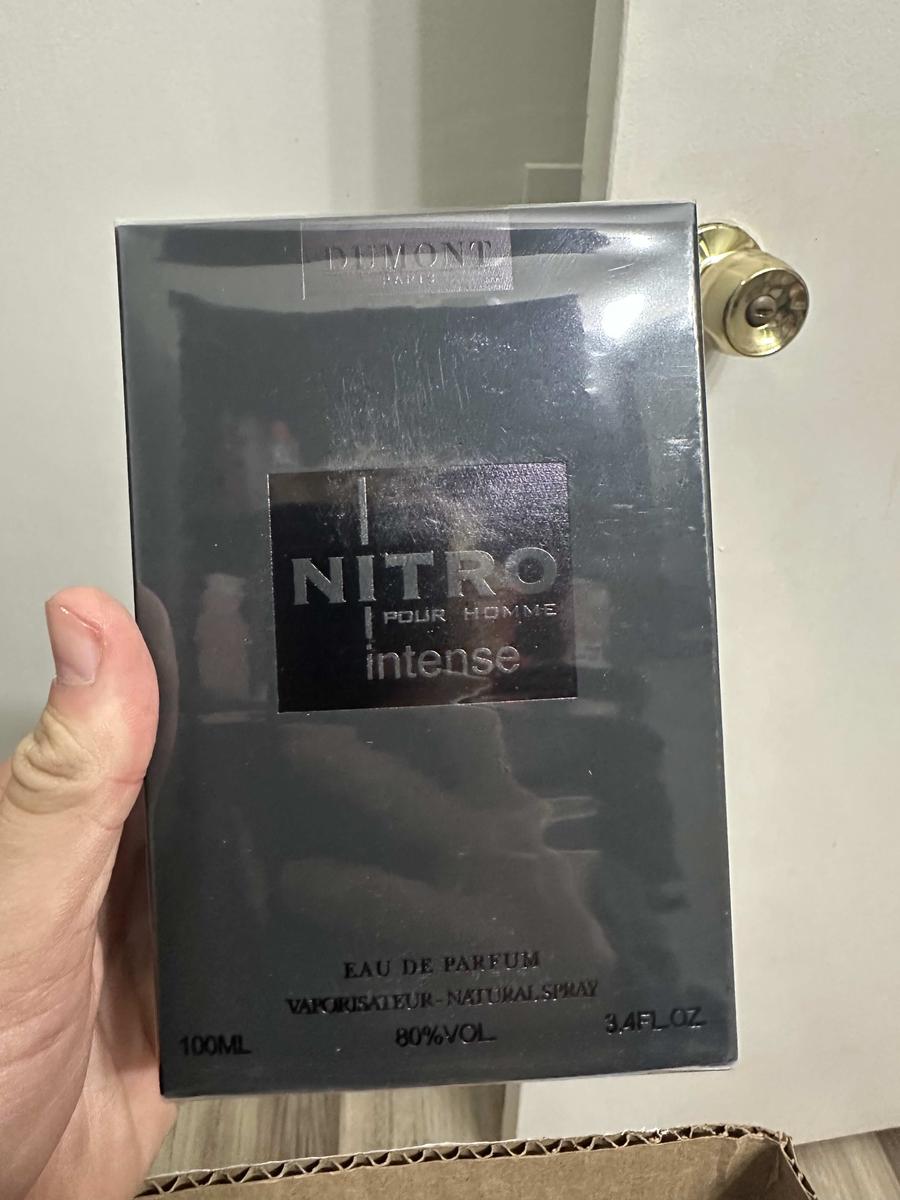 DUMONT
PARIS
NITRO
POUR HOMME
intense
EAU DE PARFUM
VAPORISATEUR-NATURAL SPRAY
100ML 80%VOL. 3,4FL.OZ.